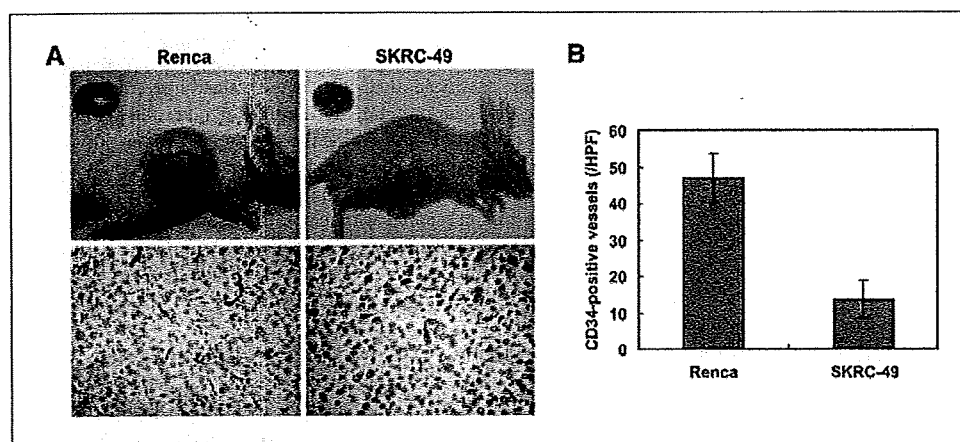 A
Renca
SKRC-49
B
CD34-positive vessels (/HPF)
60
50
40
30
20
10
0
Renca
SKRC-49